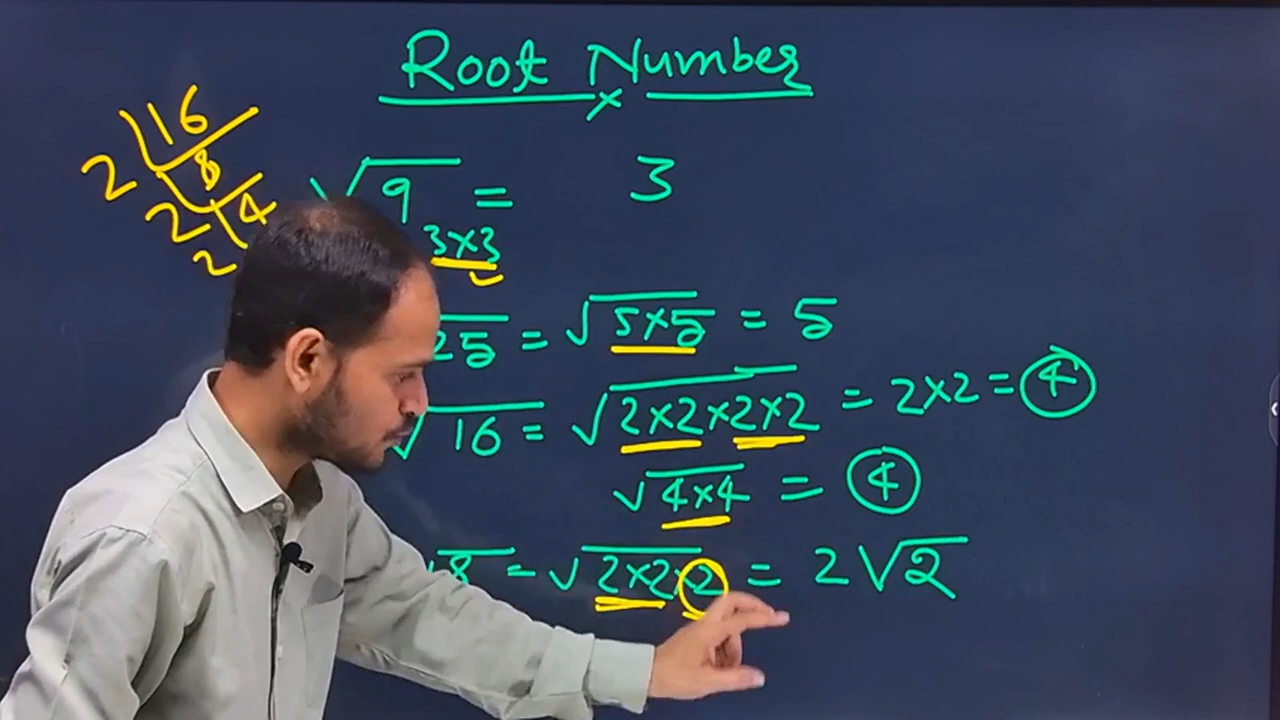 Root Number
2 16
2 8
2 4
√9 = 3
3×3
25 = √5×5 = 5
√16 = √2×2×2×2 = 2×2 = 4
√4×4 = 4
√8 = √2×2×2 = 2√2